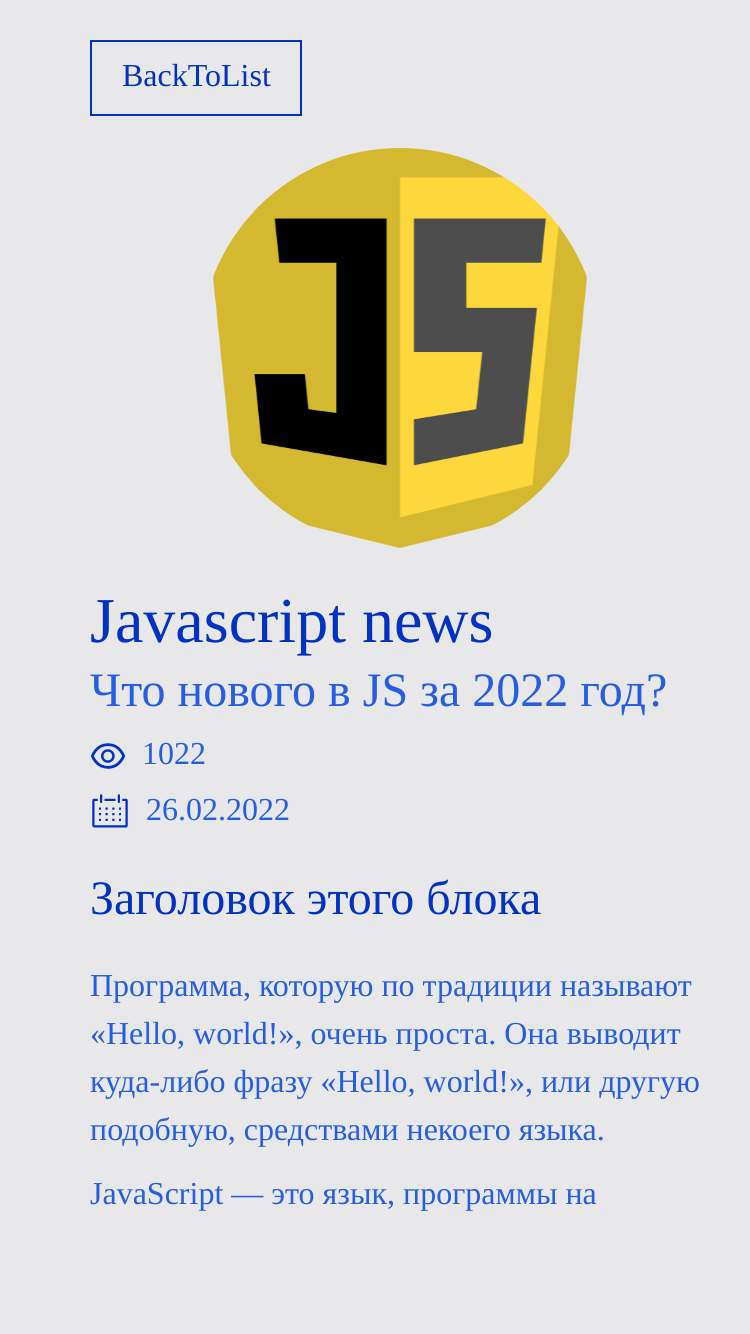 BackToList
JS
Javascript news
Что нового в JS за 2022 год?
1022
26.02.2022
Заголовок этого блока
Программа, которую по традиции называют
«Hello, world!», очень проста. Она выводит
куда-либо фразу «Hello, world!», или другую
подобную, средствами некоего языка.
JavaScript — это язык, программы на